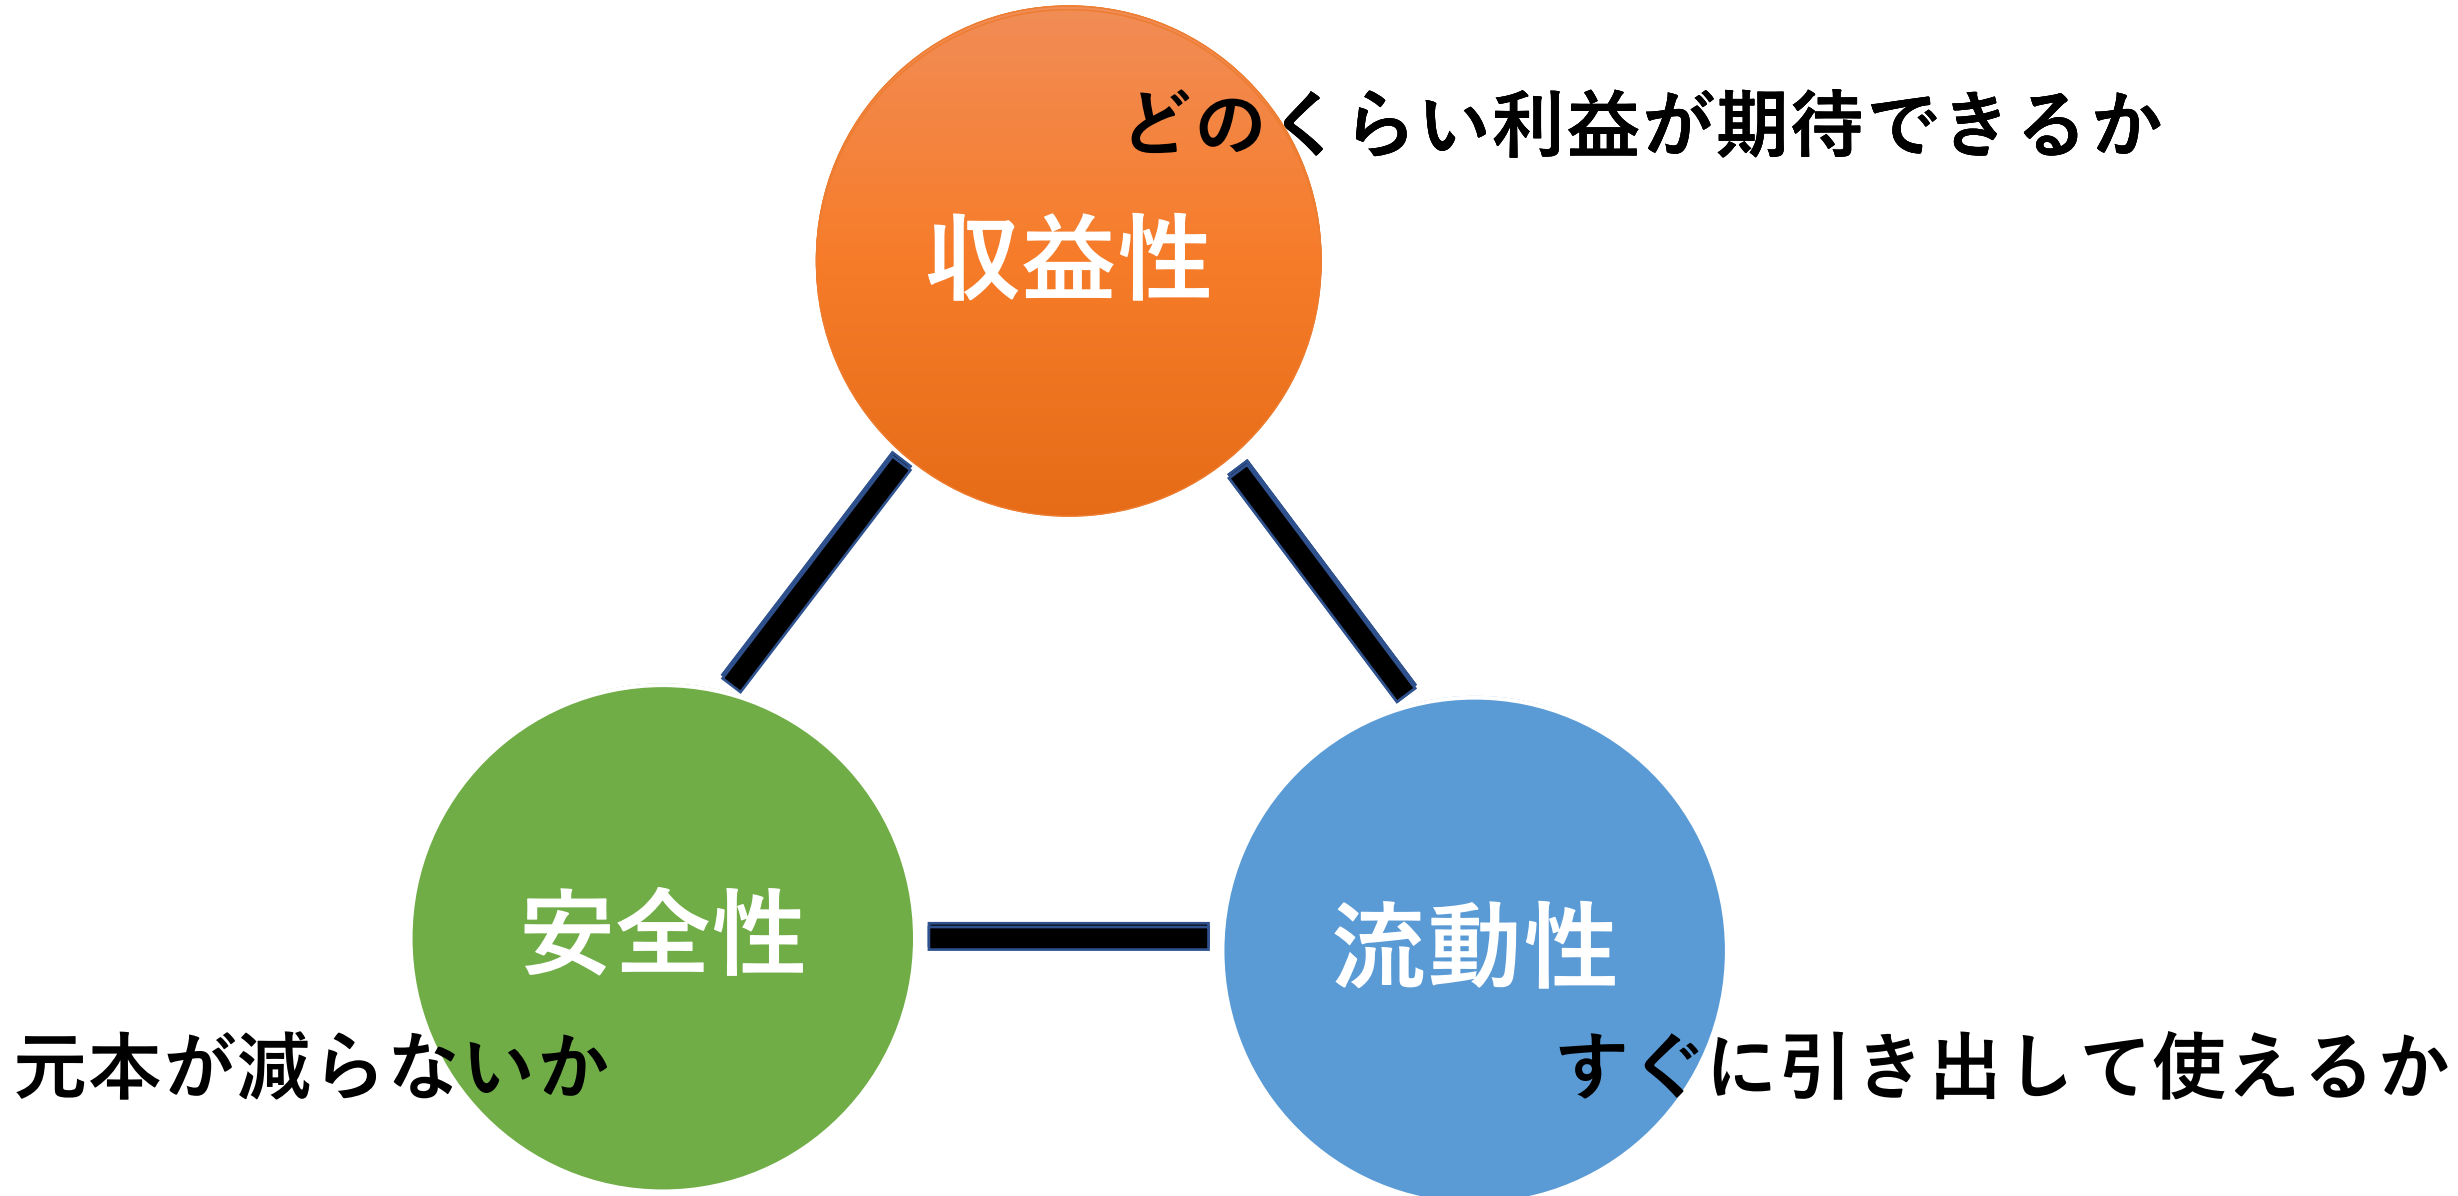 どのくらい利益が期待できるか
収益性
安全性
流動性
元本が減らないか
すぐに引き出して使えるか